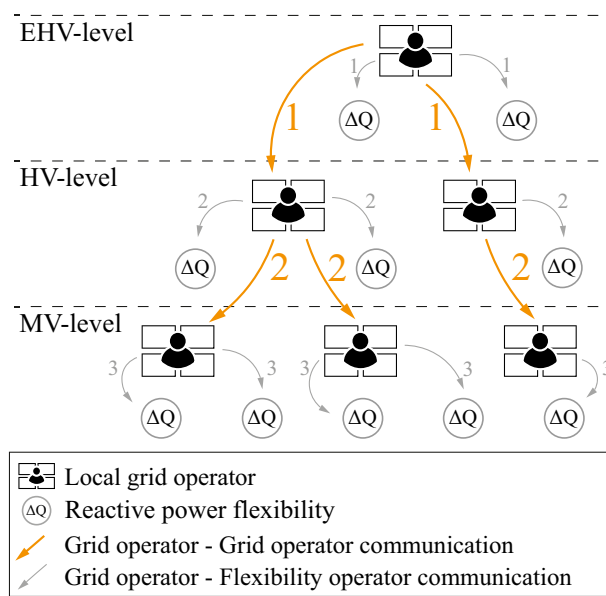 EHV-level
1 1
ΔQ ΔQ
1 1
HV-level
2 2 2
ΔQ ΔQ ΔQ
2 2 2
MV-level
3 3 3 3 3
ΔQ ΔQ ΔQ ΔQ ΔQ
Local grid operator
ΔQ Reactive power flexibility
Grid operator - Grid operator communication
Grid operator - Flexibility operator communication